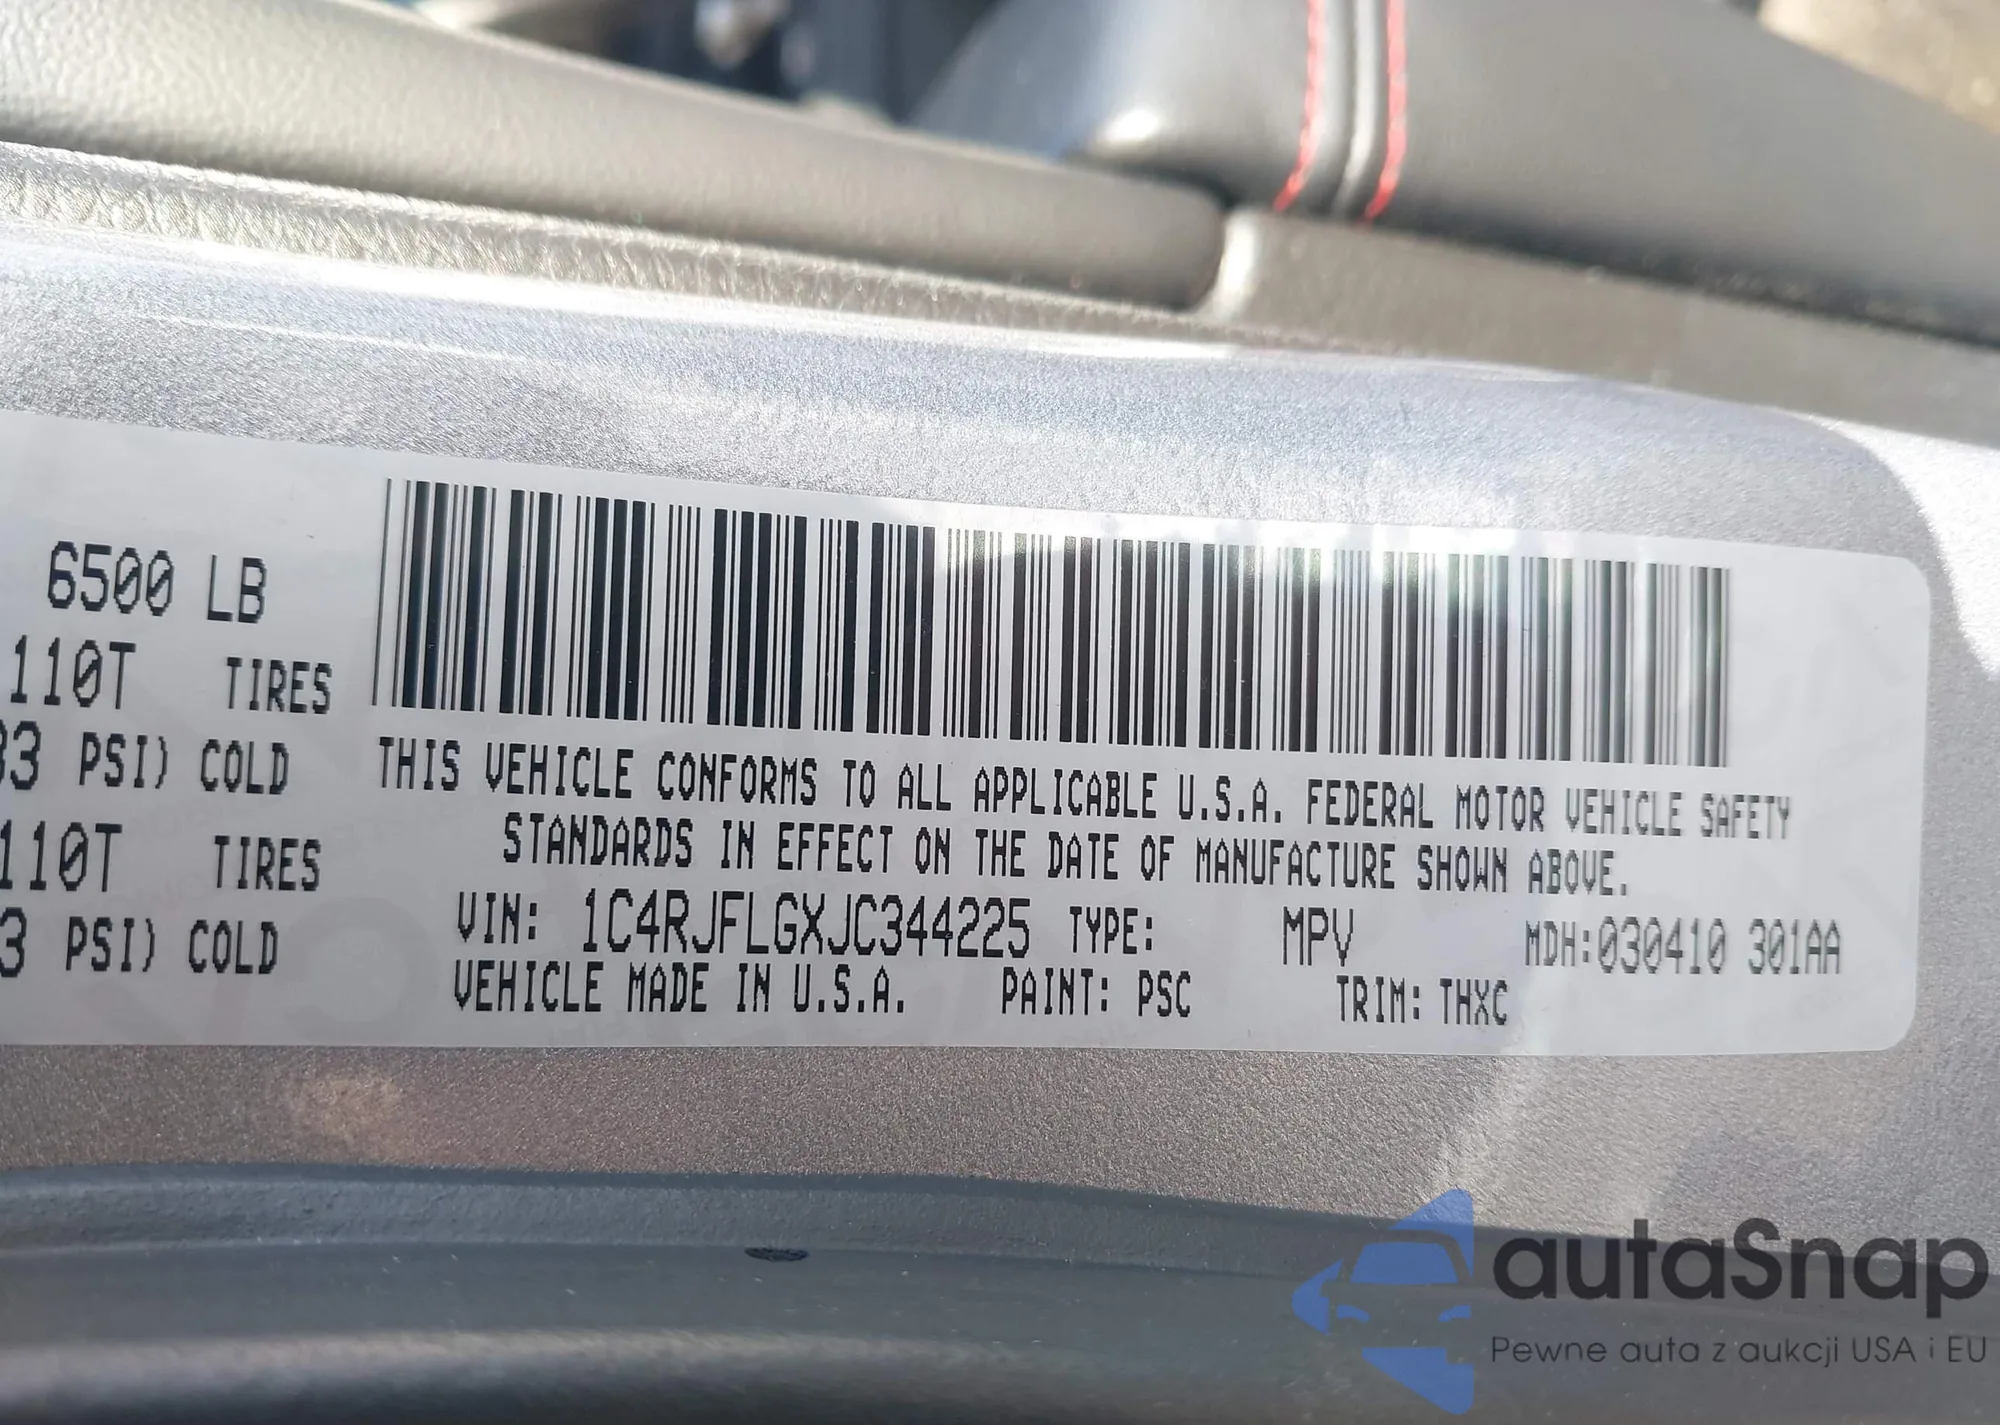 6500 LB
110T TIRES
33 PSI) COLD
110T TIRES
3 PSI) COLD
THIS VEHICLE CONFORMS TO ALL APPLICABLE U.S.A. FEDERAL MOTOR VEHICLE SAFETY
STANDARDS IN EFFECT ON THE DATE OF MANUFACTURE SHOWN ABOVE.
VIN: 1C4RJFLGXJC344225 TYPE: MPV MDH:030410 301AA
VEHICLE MADE IN U.S.A. PAINT: PSC TRIM: THXC
autaSnap
Pewne auta z aukcji USA i EU